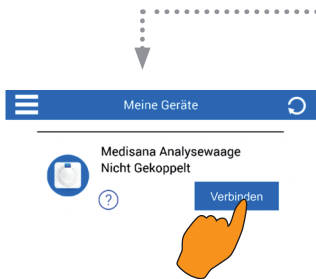 Meine Geräte
Medisana Analysewaage
Nicht Gekoppelt
?
Verbinden